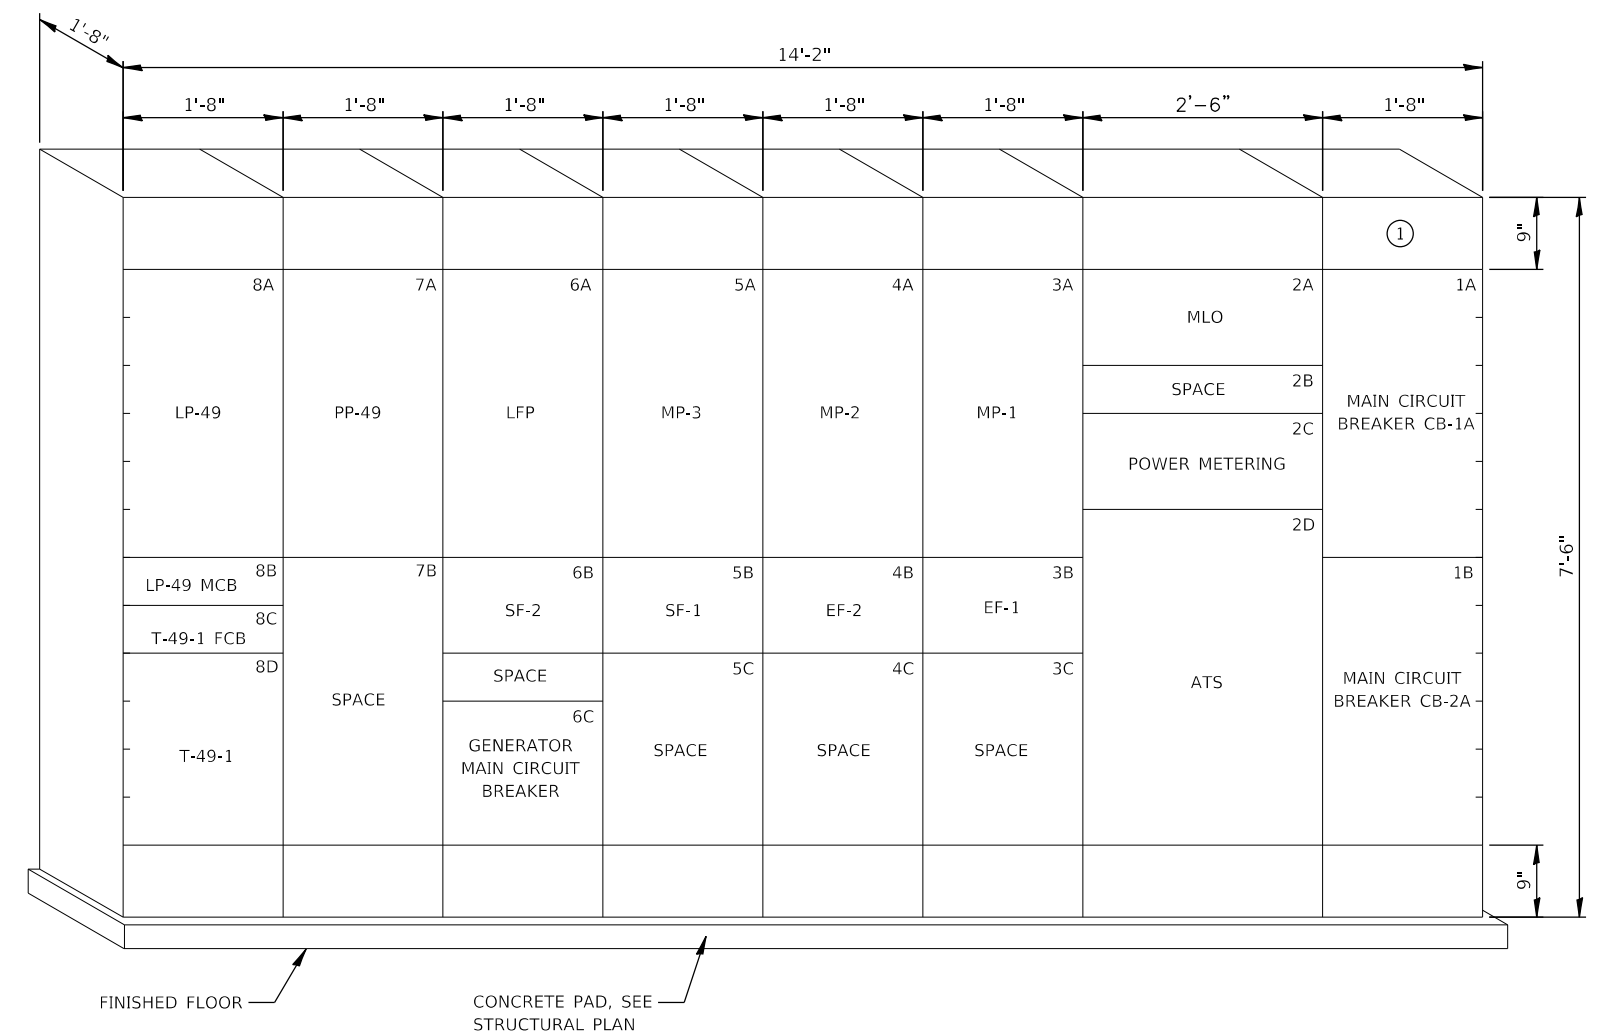 1'-8"
14'-2"
1'-8" 1'-8" 1'-8" 1'-8" 1'-8" 1'-8" 2'–6” 1'-8"
1
9"
8A 7A 6A 5A 4A 3A 2A 1A
MLO
2B
SPACE
MAIN CIRCUIT
BREAKER CB-1A
LP-49 PP-49 LFP MP-3 MP-2 MP-1
2C
POWER METERING
2D
7'-6"
8B 7B 6B 5B 4B 3B 1B
LP-49 MCB
SF-2 SF-1 EF-2 EF-1
8C
T-49-1 FCB
8D 5C 4C 3C
SPACE
ATS
MAIN CIRCUIT
BREAKER CB-2A
SPACE
6C
GENERATOR
MAIN CIRCUIT
BREAKER
T-49-1
SPACE SPACE SPACE
9"
FINISHED FLOOR
CONCRETE PAD, SEE
STRUCTURAL PLAN